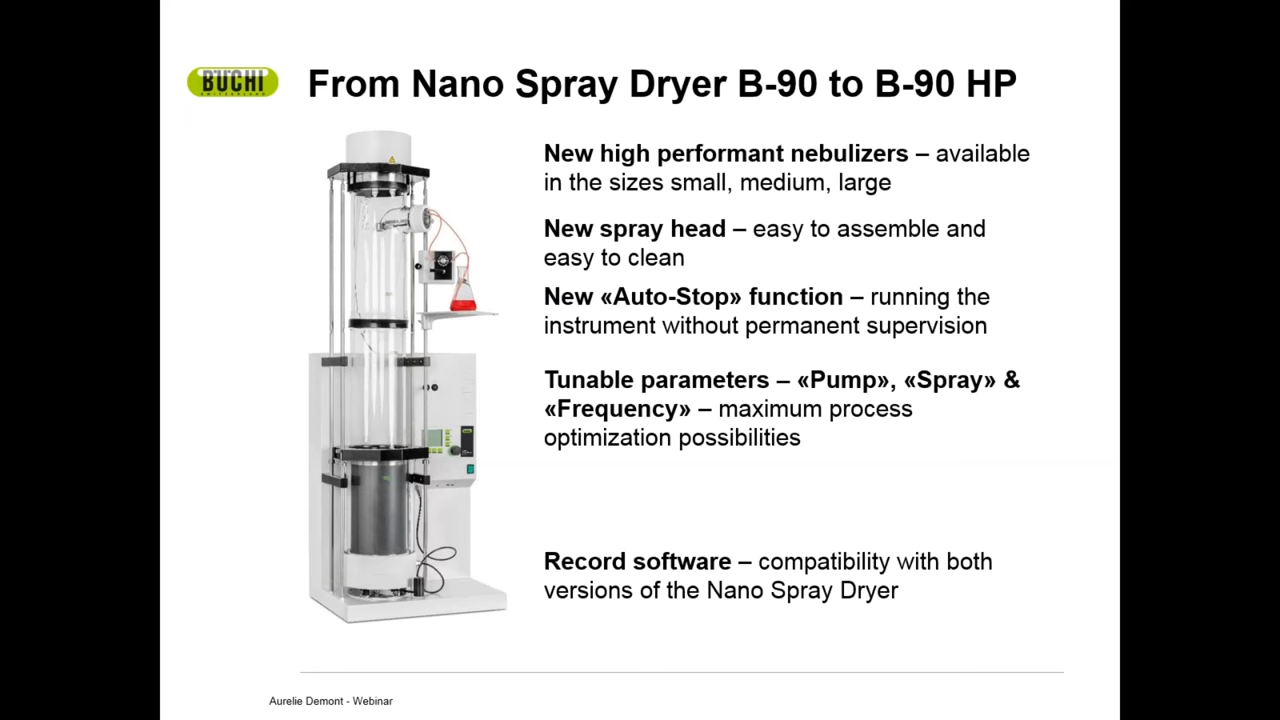 BÜCHI
SWITZERLAND
From Nano Spray Dryer B-90 to B-90 HP
New high performant nebulizers – available
in the sizes small, medium, large
New spray head – easy to assemble and
easy to clean
New «Auto-Stop» function – running the
instrument without permanent supervision
Tunable parameters – «Pump», «Spray» &
«Frequency» – maximum process
optimization possibilities
Record software – compatibility with both
versions of the Nano Spray Dryer
Aurelie Demont - Webinar